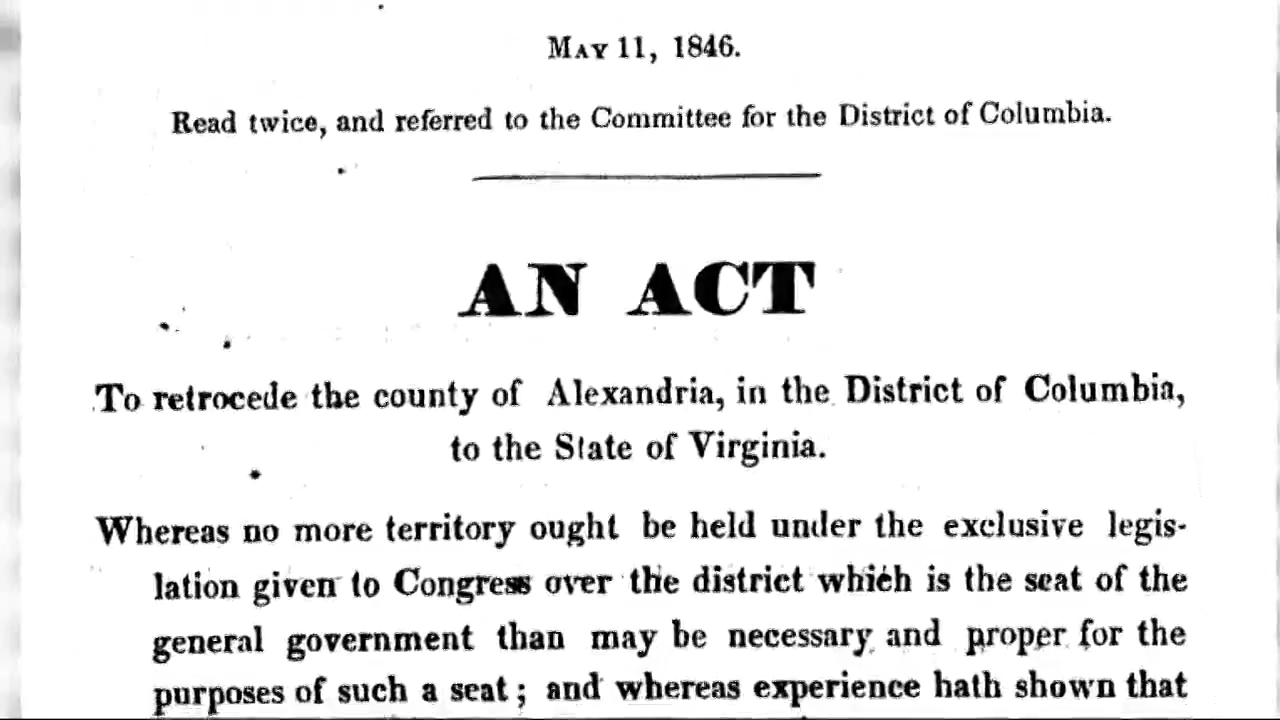 May 11, 1846.
Read twice, and referred to the Committee for the District of Columbia.
AN ACT
To retrocede the county of Alexandria, in the District of Columbia,
to the State of Virginia.
Whereas no more territory ought be held under the exclusive legis-
lation given to Congress over the district which is the seat of the
general government than may be necessary and proper for the
purposes of such a seat; and whereas experience hath shown that